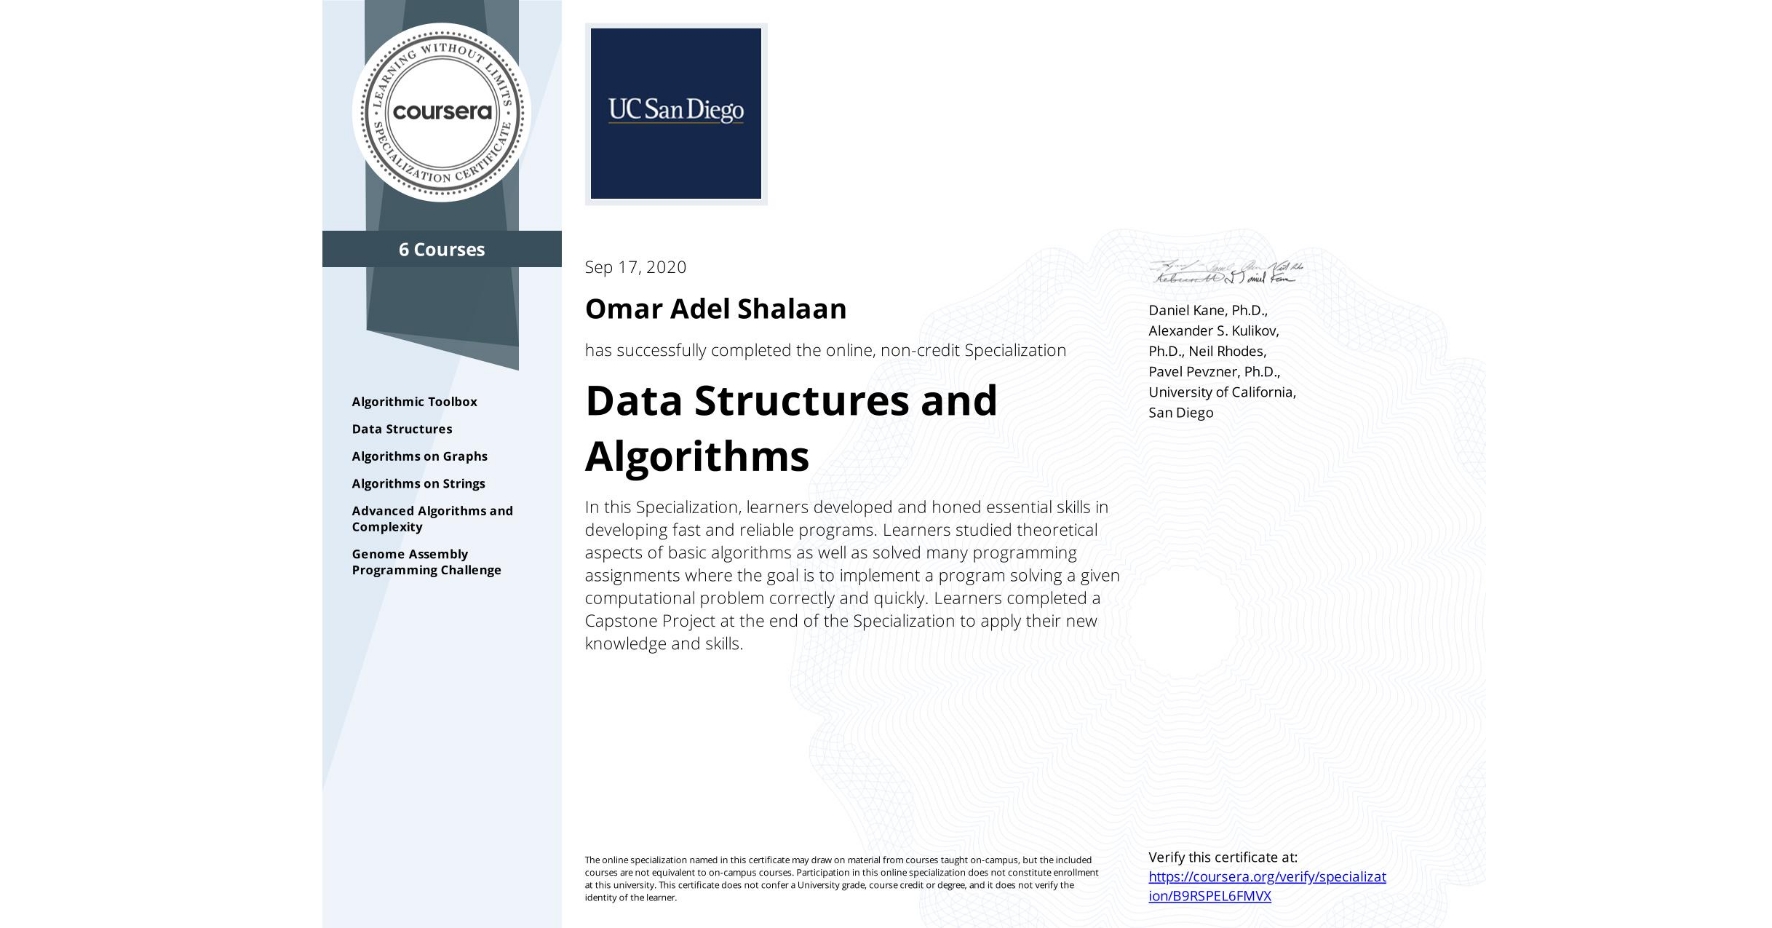 LEARNING WITHOUT LIMITS
coursera
SPECIALIZATION CERTIFICATE
6 Courses
Algorithmic Toolbox
Data Structures
Algorithms on Graphs
Algorithms on Strings
Advanced Algorithms and
Complexity
Genome Assembly
Programming Challenge
UC San Diego
Sep 17, 2020
Omar Adel Shalaan
has successfully completed the online, non-credit Specialization
Data Structures and
Algorithms
In this Specialization, learners developed and honed essential skills in
developing fast and reliable programs. Learners studied theoretical
aspects of basic algorithms as well as solved many programming
assignments where the goal is to implement a program solving a given
computational problem correctly and quickly. Learners completed a
Capstone Project at the end of the Specialization to apply their new
knowledge and skills.
Daniel Kane, Ph.D.,
Alexander S. Kulikov,
Ph.D., Neil Rhodes,
Pavel Pevzner, Ph.D.,
University of California,
San Diego
The online specialization named in this certificate may draw on material from courses taught on-campus, but the included
courses are not equivalent to on-campus courses. Participation in this online specialization does not constitute enrollment
at this university. This certificate does not confer a University grade, course credit or degree, and it does not verify the
identity of the learner.
Verify this certificate at:
https://coursera.org/verify/specializat
ion/B9RSPEL6FMVX